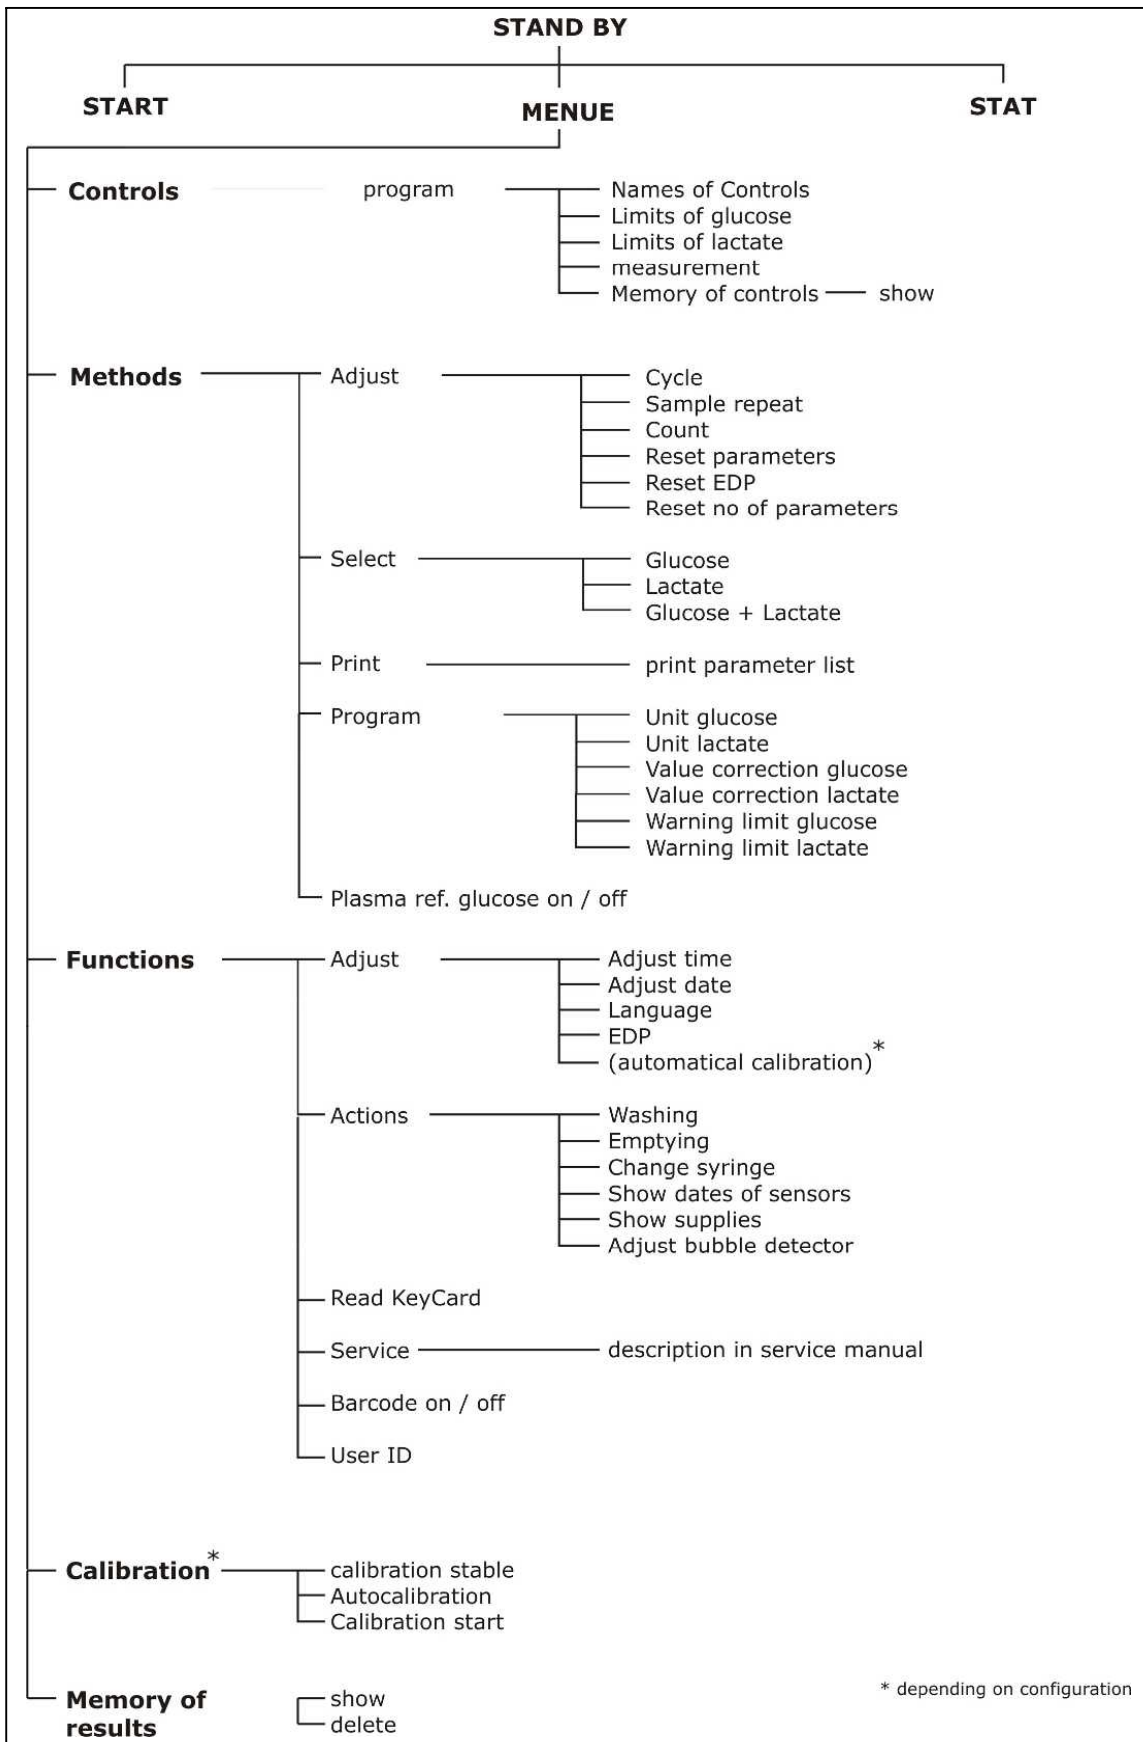 STAND BY
START
MENUE
STAT
Controls
program
Names of Controls
Limits of glucose
Limits of lactate
measurement
Memory of controls
show
Methods
Adjust
Cycle
Sample repeat
Count
Reset parameters
Reset EDP
Reset no of parameters
Select
Glucose
Lactate
Glucose + Lactate
Print
print parameter list
Program
Unit glucose
Unit lactate
Value correction glucose
Value correction lactate
Warning limit glucose
Warning limit lactate
Plasma ref. glucose on / off
Functions
Adjust
Adjust time
Adjust date
Language
EDP
(automatical calibration)*
Actions
Washing
Emptying
Change syringe
Show dates of sensors
Show supplies
Adjust bubble detector
Read KeyCard
Service
description in service manual
Barcode on / off
User ID
Calibration*
calibration stable
Autocalibration
Calibration start
Memory of
results
show
delete
* depending on configuration